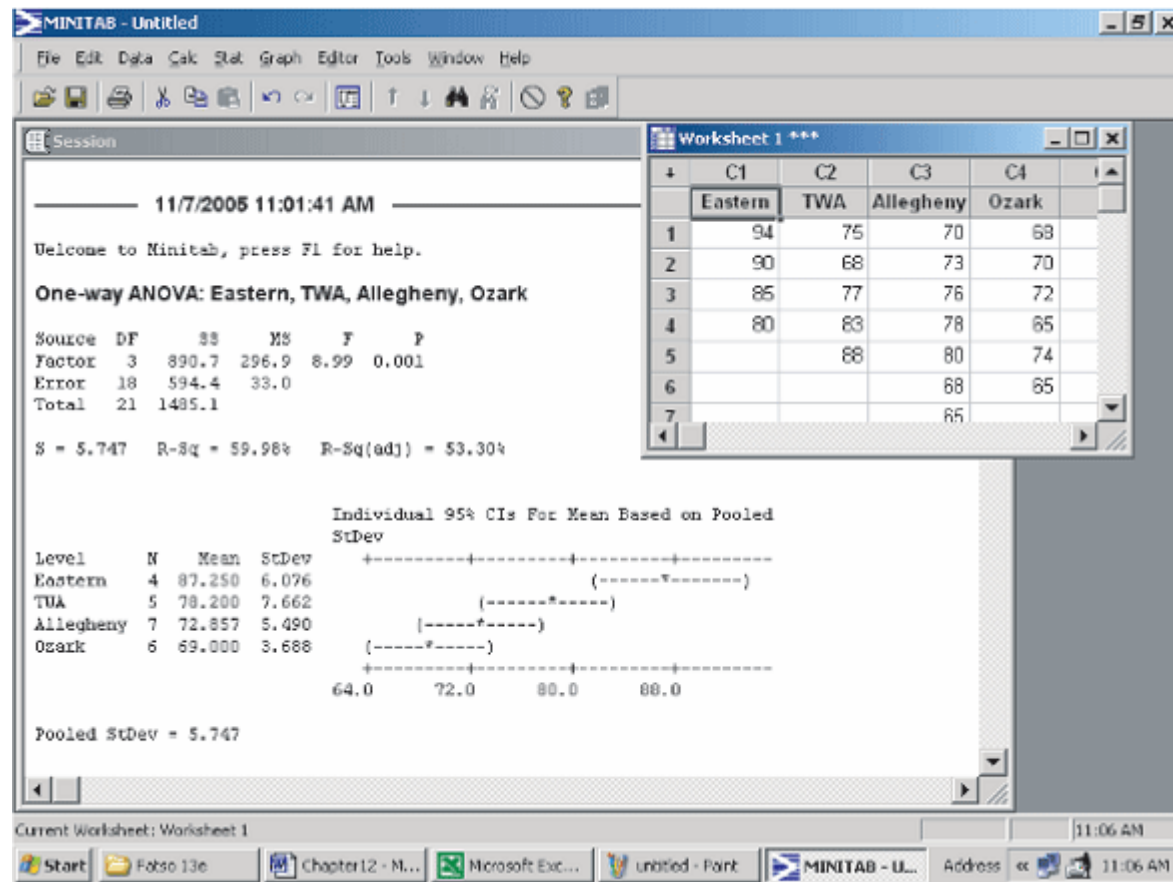 MINITAB - Untitled
File Edit Data Calc Stat Graph Editor Tools Window Help
Session
11/7/2005 11:01:41 AM
Welcome to Minitab, press F1 for help.
One-way ANOVA: Eastern, TWA, Allegheny, Ozark
Source DF SS MS F P
Factor 3 890.7 296.9 8.99 0.001
Error 18 594.4 33.0
Total 21 1485.1
S = 5.747 R-Sq = 59.98% R-Sq(adj) = 53.30%
Individual 95% CIs For Mean Based on Pooled
StDev
Level N Mean StDev +---------+---------+---------+---------
Eastern 4 87.250 6.076 (------*-------)
TWA 5 78.200 7.662 (------*-----)
Allegheny 7 72.857 5.490 (-----*-----)
Ozark 6 69.000 3.688 (-----*-----)
+---------+---------+---------+---------
64.0 72.0 80.0 88.0
Pooled StDev = 5.747
Worksheet 1 ***
+ C1 C2 C3 C4
Eastern TWA Allegheny Ozark
1 94 75 70 68
2 90 68 73 70
3 85 77 76 72
4 80 83 78 65
5 88 80 74
6 68 65
7 65
Current Worksheet: Worksheet 1 11:06 AM
Start Fatso 13e Chapter12 - M... Microsoft Exc... untitled - Paint MINITAB - U... Address « 11:06 AM